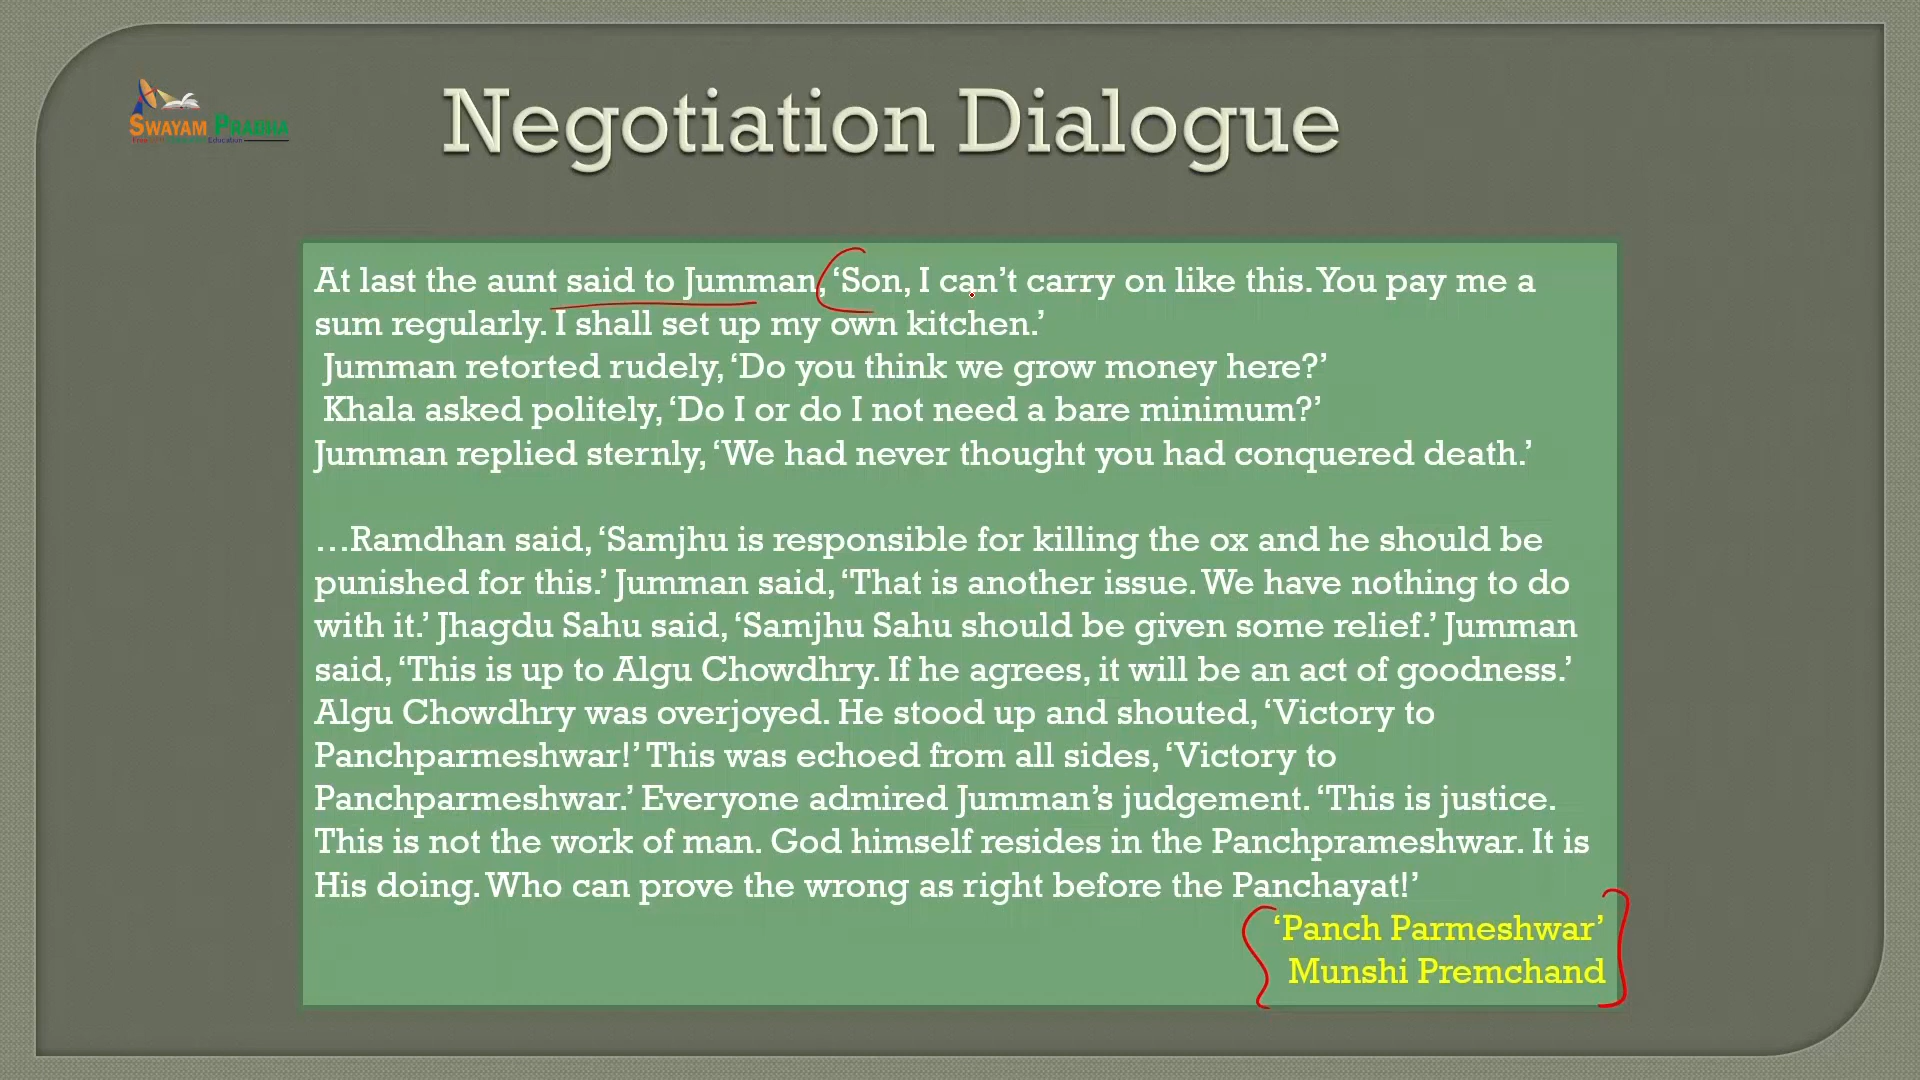 SWAYAM PRABHA
Education
Negotiation Dialogue
At last the aunt said to Jumman, ‘Son, I can’t carry on like this. You pay me a
sum regularly. I shall set up my own kitchen.’
Jumman retorted rudely, ‘Do you think we grow money here?’
Khala asked politely, ‘Do I or do I not need a bare minimum?’
Jumman replied sternly, ‘We had never thought you had conquered death.’
…Ramdhan said, ‘Samjhu is responsible for killing the ox and he should be
punished for this.’ Jumman said, ‘That is another issue. We have nothing to do
with it.’ Jhagdu Sahu said, ‘Samjhu Sahu should be given some relief.’ Jumman
said, ‘This is up to Algu Chowdhry. If he agrees, it will be an act of goodness.’
Algu Chowdhry was overjoyed. He stood up and shouted, ‘Victory to
Panchparmeshwar!’ This was echoed from all sides, ‘Victory to
Panchparmeshwar.’ Everyone admired Jumman’s judgement. ‘This is justice.
This is not the work of man. God himself resides in the Panchprameshwar. It is
His doing. Who can prove the wrong as right before the Panchayat!’
‘Panch Parmeshwar’
Munshi Premchand